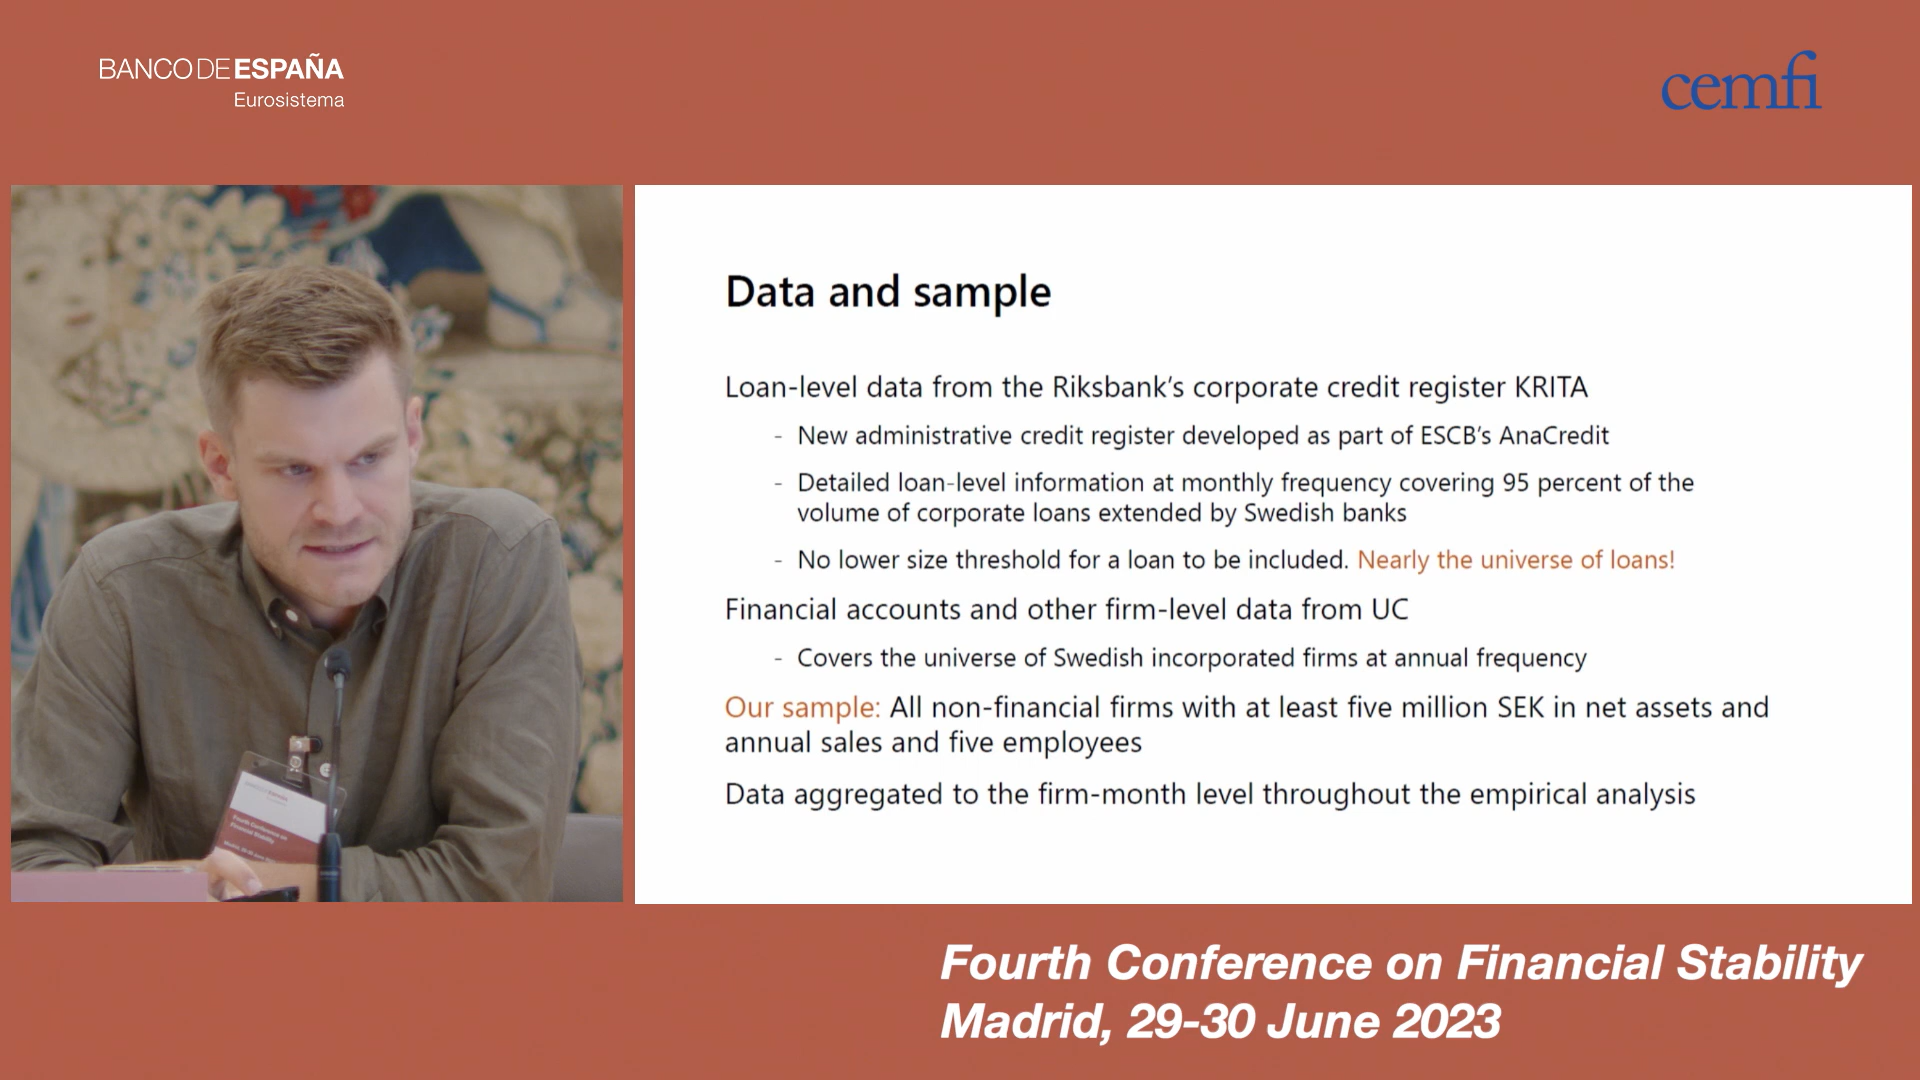 BANCO DE ESPAÑA
Eurosistema
cemfi
Data and sample
Loan-level data from the Riksbank's corporate credit register KRITA
- New administrative credit register developed as part of ESCB's AnaCredit
- Detailed loan-level information at monthly frequency covering 95 percent of the
volume of corporate loans extended by Swedish banks
- No lower size threshold for a loan to be included. Nearly the universe of loans!
Financial accounts and other firm-level data from UC
- Covers the universe of Swedish incorporated firms at annual frequency
Our sample: All non-financial firms with at least five million SEK in net assets and
annual sales and five employees
Data aggregated to the firm-month level throughout the empirical analysis
Fourth Conference on
Financial Stability
Fourth Conference on Financial Stability
Madrid, 29-30 June 2023